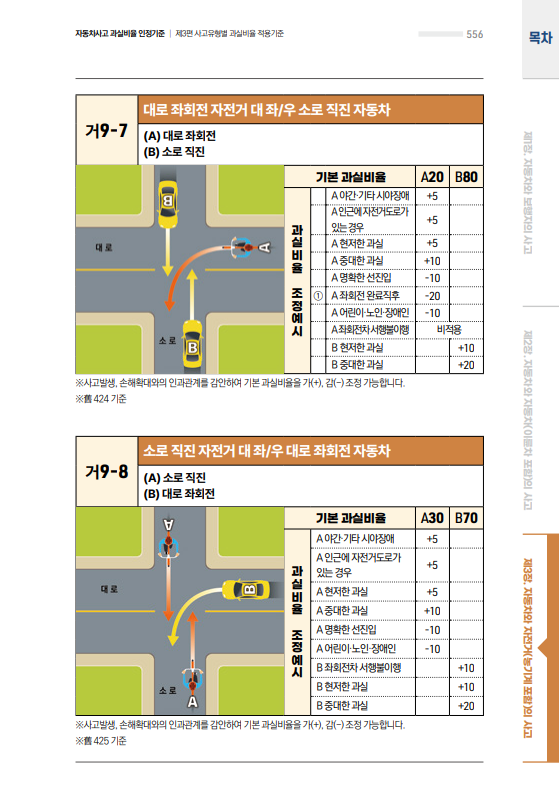 자동차사고 과실비율 인정기준 | 제3편 사고유형별 과실비율 적용기준
556
목차
거9-7
대로 좌회전 자전거 대 좌/우 소로 직진 자동차
(A) 대로 좌회전
(B) 소로 직진
대 로
소 로
A
B
B
과실비율 조정예시
기본 과실비율 A20 B80
A 야간·기타 시야장애 +5
A 인근에 자전거도로가
있는 경우 +5
A 현저한 과실 +5
A 중대한 과실 +10
A 명확한 선진입 -10
① A 좌회전 완료직후 -20
A 어린이·노인·장애인 -10
A 좌회전차 서행불이행 비적용
B 현저한 과실 +10
B 중대한 과실 +20
※사고발생, 손해확대와의 인과관계를 감안하여 기본 과실비율을 가(+), 감(-) 조정 가능합니다.
※舊 424 기준
거9-8
소로 직진 자전거 대 좌/우 대로 좌회전 자동차
(A) 소로 직진
(B) 대로 좌회전
대 로
소 로
A
B
A
과실비율 조정예시
기본 과실비율 A30 B70
A 야간·기타 시야장애 +5
A 인근에 자전거도로가
있는 경우 +5
A 현저한 과실 +5
A 중대한 과실 +10
A 명확한 선진입 -10
A 어린이·노인·장애인 -10
B 좌회전차 서행불이행 +10
B 현저한 과실 +10
B 중대한 과실 +20
※사고발생, 손해확대와의 인과관계를 감안하여 기본 과실비율을 가(+), 감(-) 조정 가능합니다.
※舊 425 기준
제1장. 자동차와 보행자의 사고
제2장. 자동차와 자동차(이륜차 포함)의 사고
제3장. 자동차와 자전거(농기계 포함)의 사고